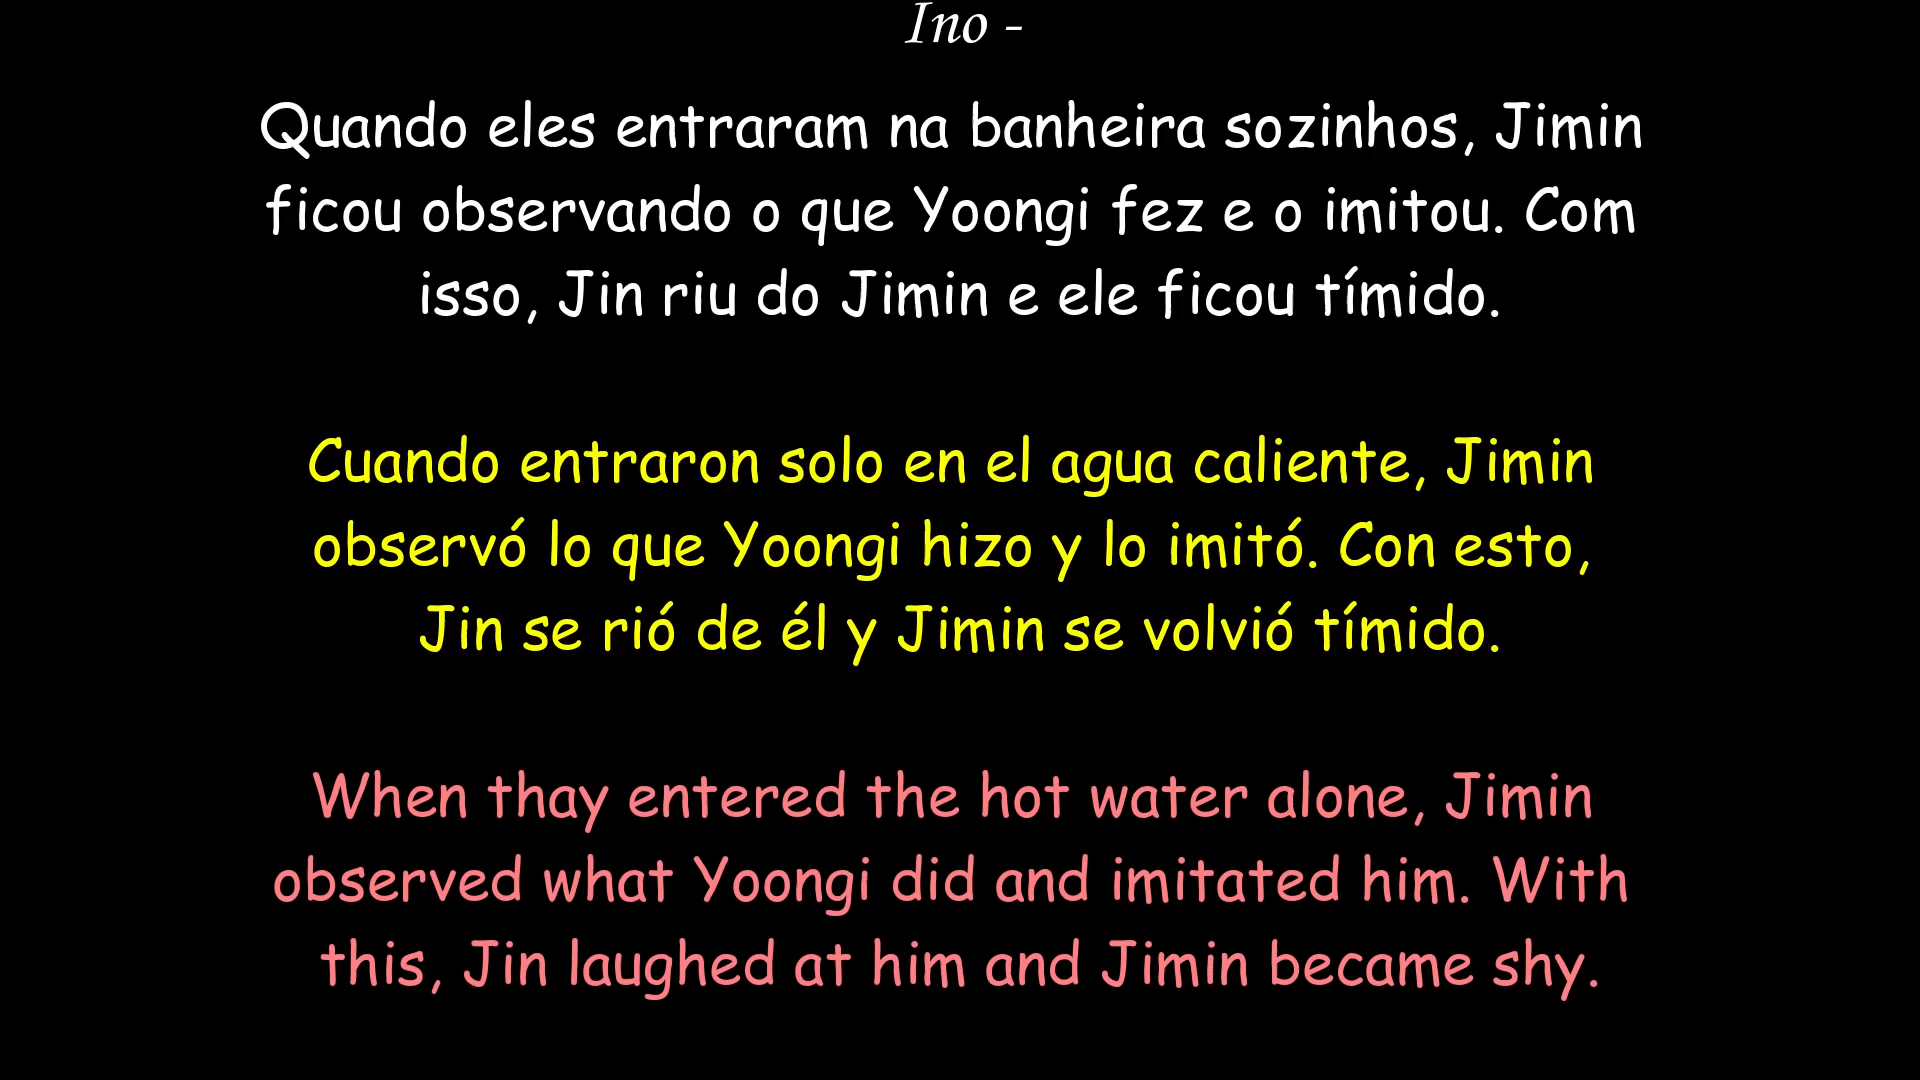 Ino -
Quando eles entraram na banheira sozinhos, Jimin
ficou observando o que Yoongi fez e o imitou. Com
isso, Jin riu do Jimin e ele ficou tímido.
Cuando entraron solo en el agua caliente, Jimin
observó lo que Yoongi hizo y lo imitó. Con esto,
Jin se rió de él y Jimin se volvió tímido.
When thay entered the hot water alone, Jimin
observed what Yoongi did and imitated him. With
this, Jin laughed at him and Jimin became shy.